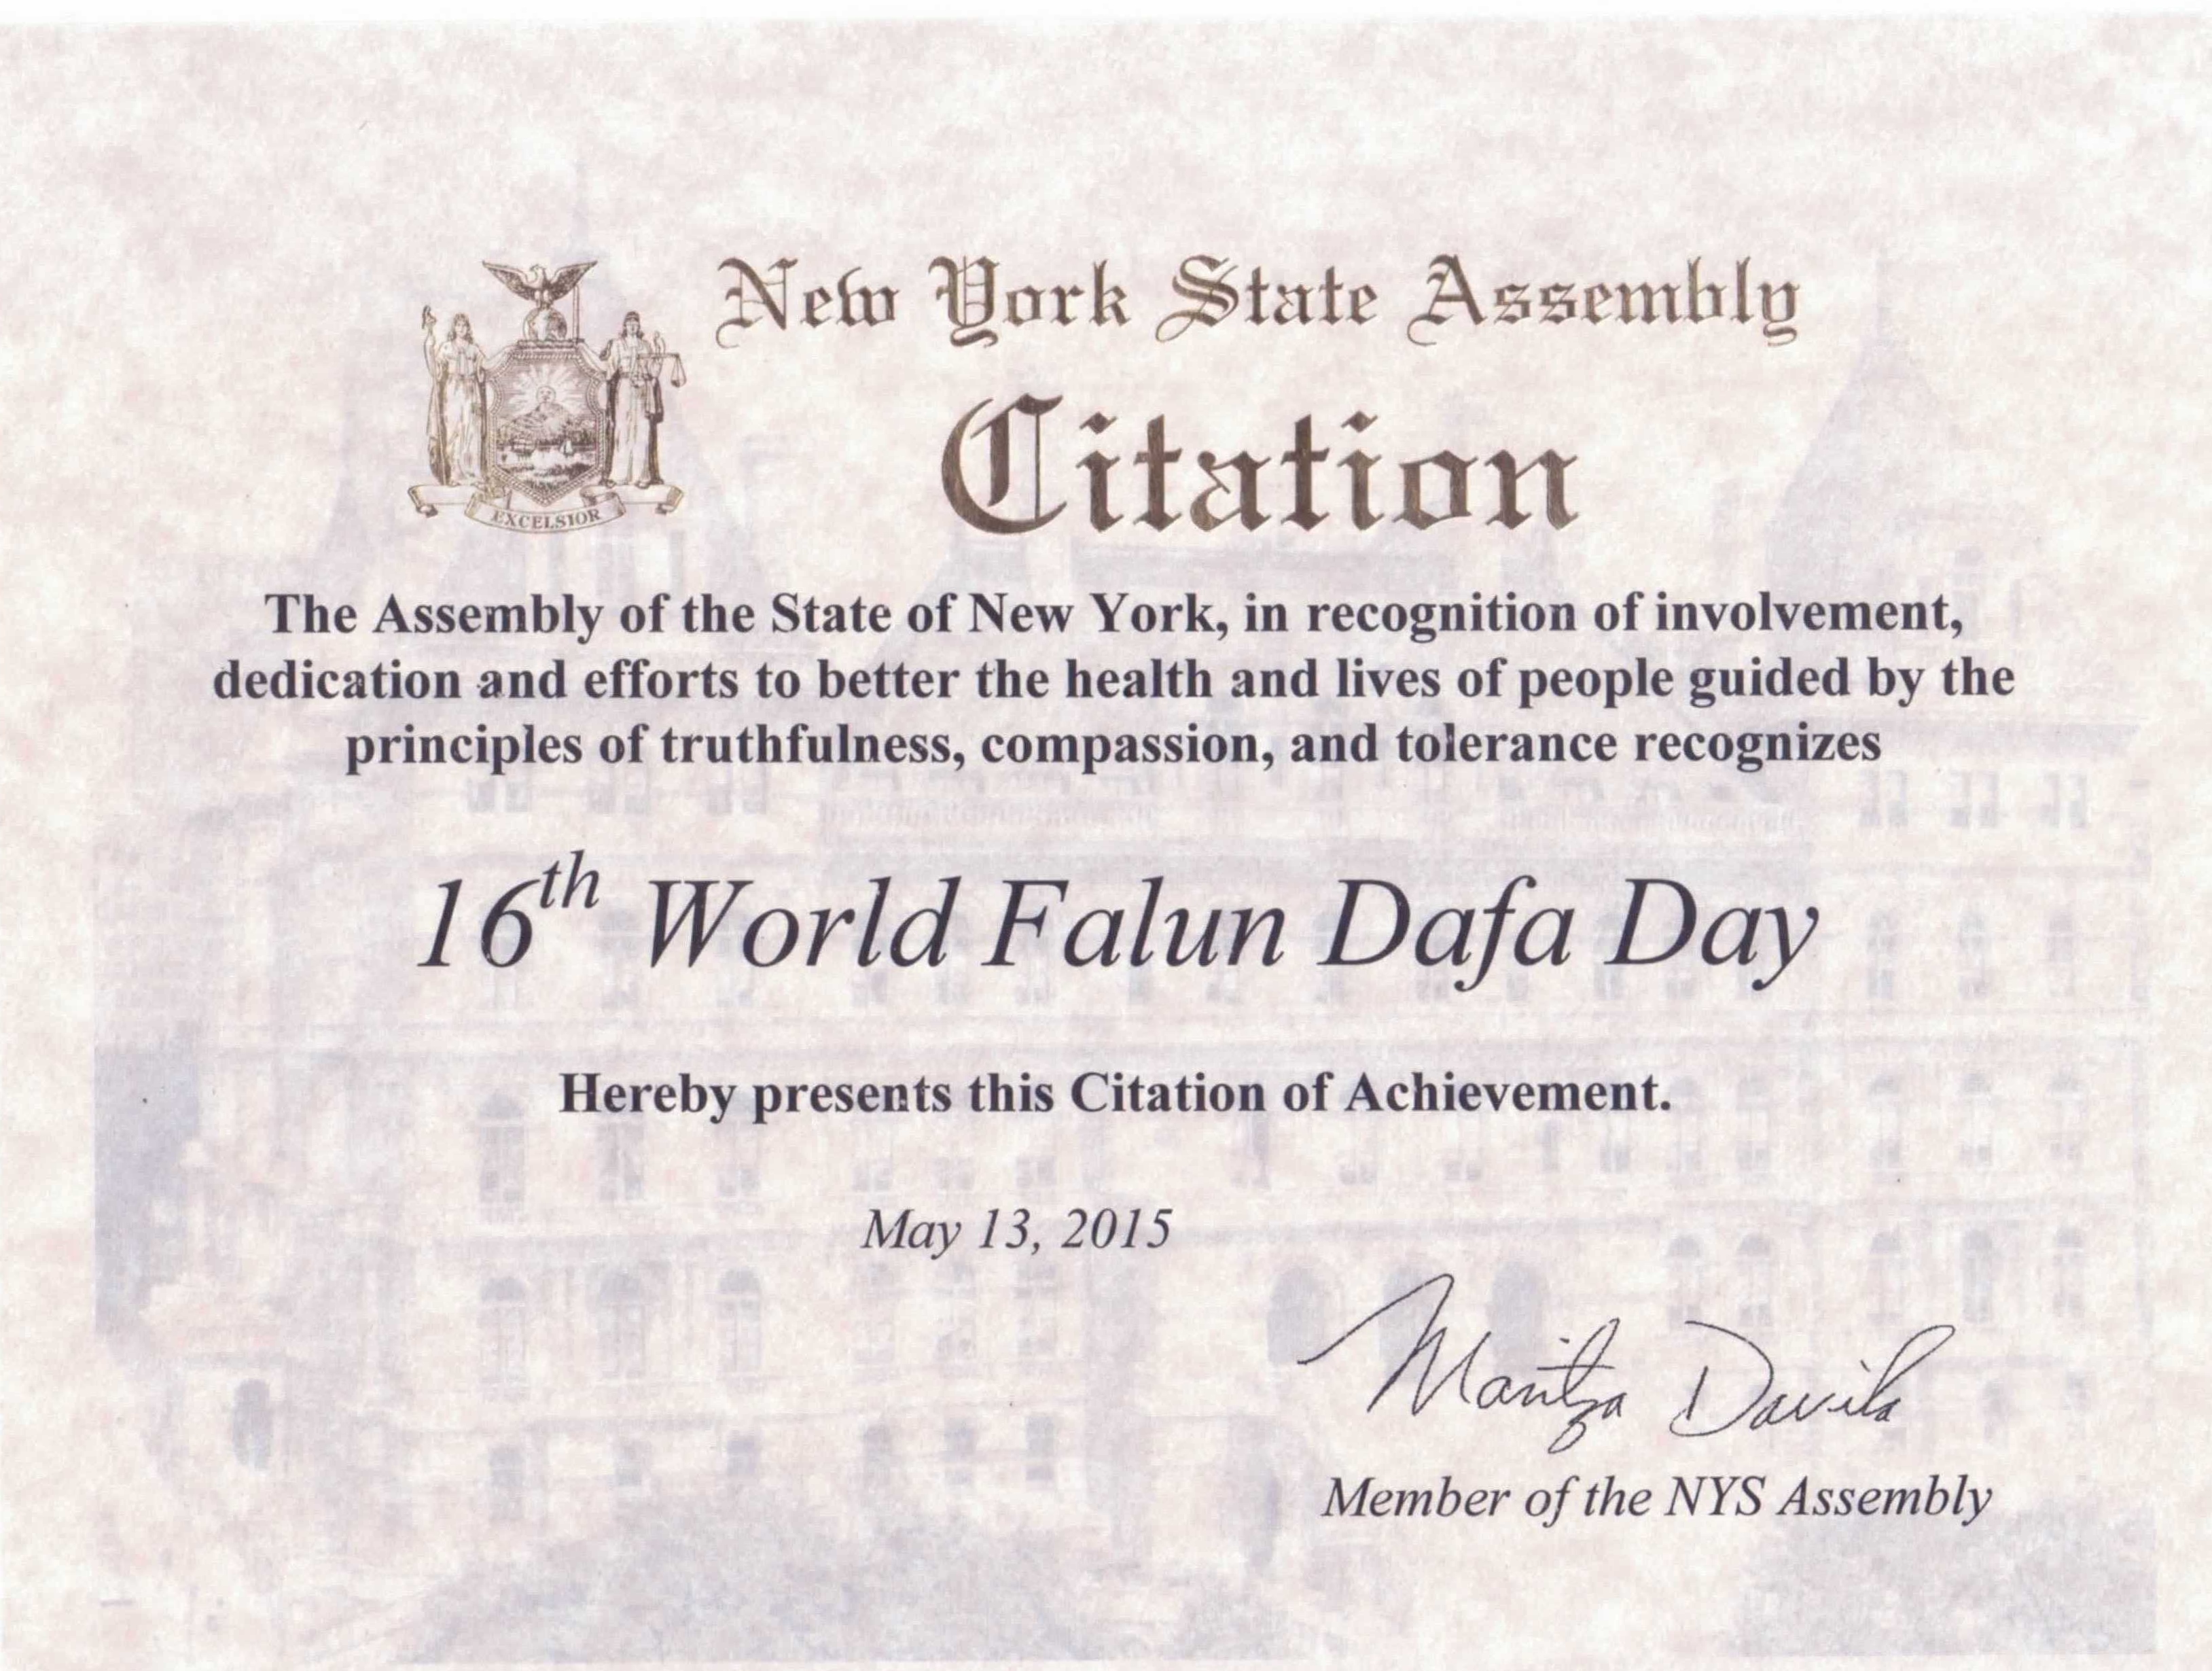 New York State Assembly
Citation
EXCELSIOR
The Assembly of the State of New York, in recognition of involvement,
dedication and efforts to better the health and lives of people guided by the
principles of truthfulness, compassion, and tolerance recognizes
16th World Falun Dafa Day
Hereby presents this Citation of Achievement.
May 13, 2015
Maritza Davila
Member of the NYS Assembly